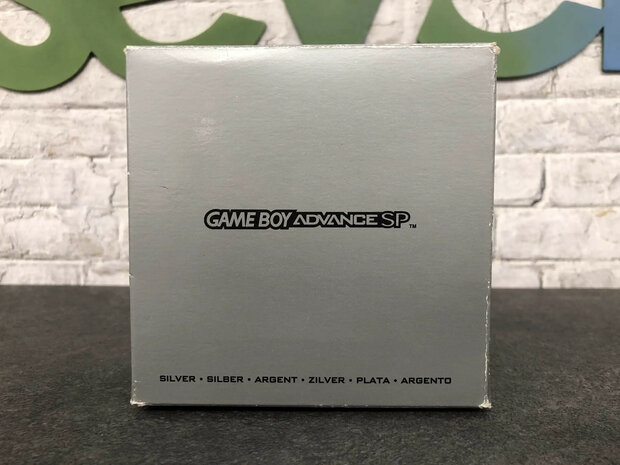 GAME BOY ADVANCE SP™
SILVER • SILBER • ARGENT • ZILVER • PLATA • ARGENTO